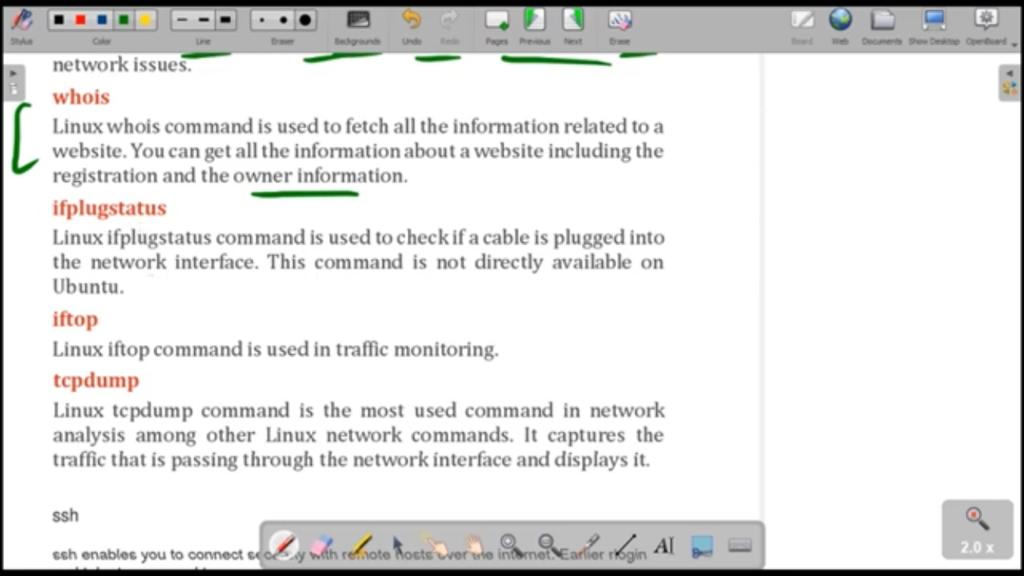 Stylus
Color
Line
Eraser
Backgrounds
Undo
Redo
Pages
Previous
Next
Erase
Board
Web
Documents
Show Desktop
OpenBoard
network issues.
whois
Linux whois command is used to fetch all the information related to a
website. You can get all the information about a website including the
registration and the owner information.
ifplugstatus
Linux ifplugstatus command is used to check if a cable is plugged into
the network interface. This command is not directly available on
Ubuntu.
iftop
Linux iftop command is used in traffic monitoring.
tcpdump
Linux tcpdump command is the most used command in network
analysis among other Linux network commands. It captures the
traffic that is passing through the network interface and displays it.
ssh
ssh enables you to connect with remote hosts over the internet. Earlier rlogin
AI
2.0 x